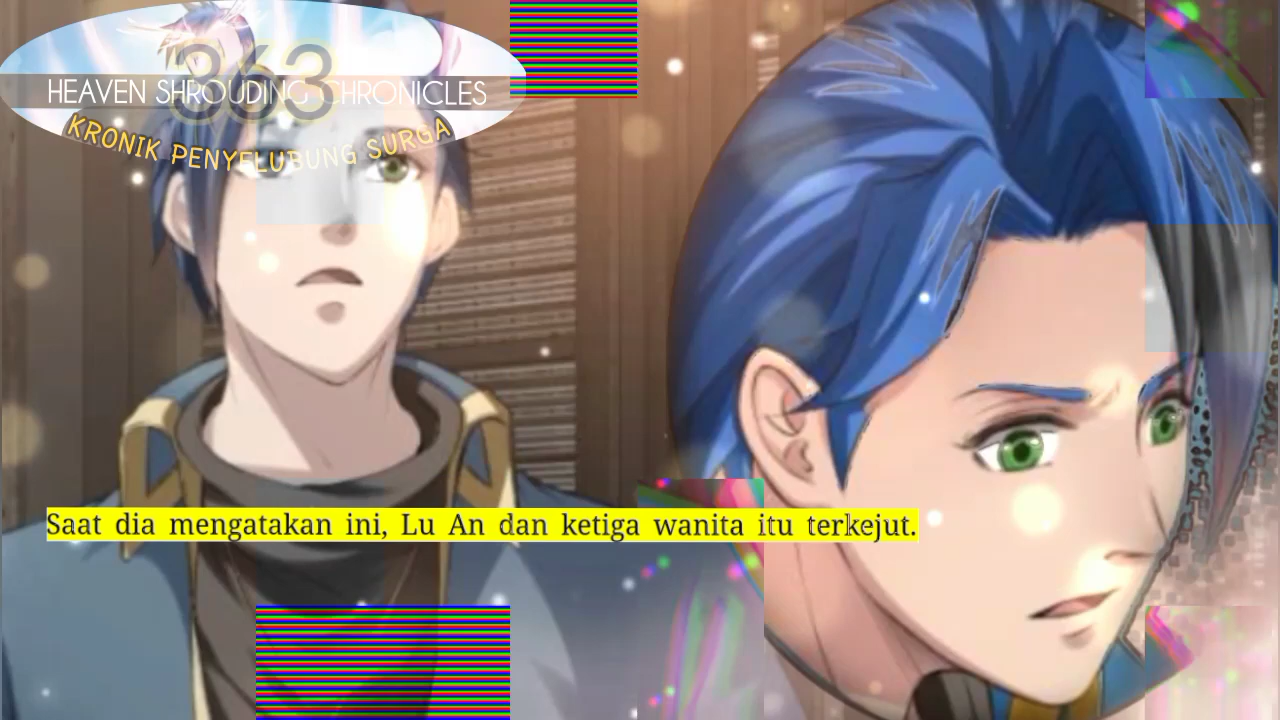 363
HEAVEN SHROUDING CHRONICLES
KRONIK PENYELUBUNG SURGA
Saat dia mengatakan ini, Lu An dan ketiga wanita itu terkejut.